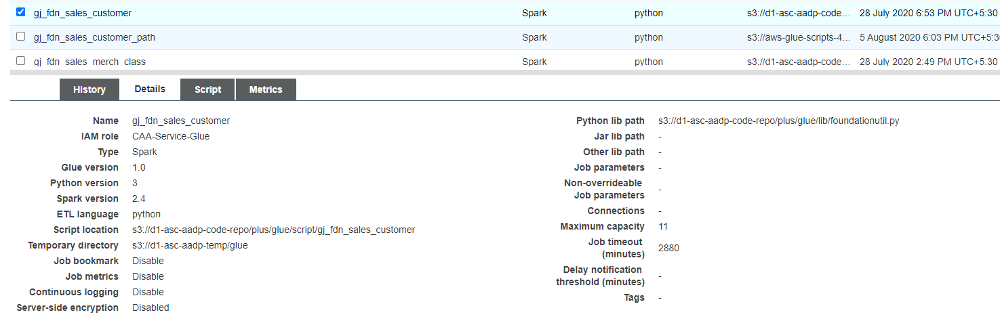 gj_fdn_sales_customer Spark python s3://d1-asc-aadp-code... 28 July 2020 6:53 PM UTC+5:30
gj_fdn_sales_customer_path Spark python s3://aws-glue-scripts-4... 5 August 2020 6:03 PM UTC+5:3
gj_fdn_sales_merch_class Spark python s3://d1-asc-aadp-code... 28 July 2020 2:49 PM UTC+5:30
History Details Script Metrics
Name gj_fdn_sales_customer
IAM role CAA-Service-Glue
Type Spark
Glue version 1.0
Python version 3
Spark version 2.4
ETL language python
Script location s3://d1-asc-aadp-code-repo/plus/glue/script/gj_fdn_sales_customer
Temporary directory s3://d1-asc-aadp-temp/glue
Job bookmark Disable
Job metrics Disable
Continuous logging Disable
Server-side encryption Disabled
Python lib path s3://d1-asc-aadp-code-repo/plus/glue/lib/foundationutil.py
Jar lib path -
Other lib path -
Job parameters -
Non-overrideable
Job parameters -
Connections -
Maximum capacity 11
Job timeout
(minutes) 2880
Delay notification
threshold (minutes) -
Tags -